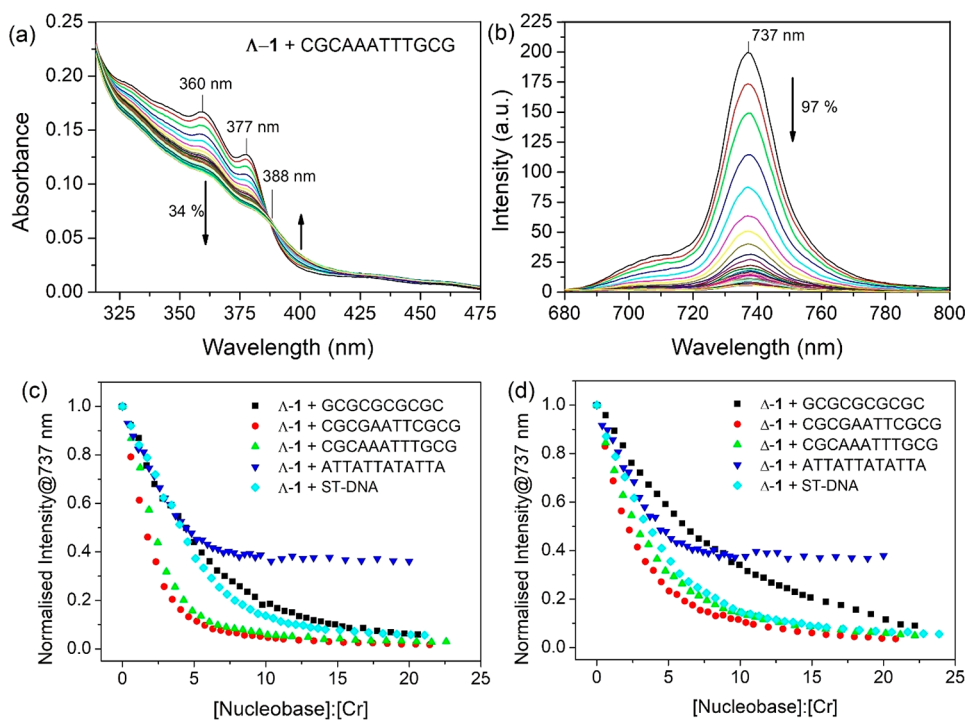 (a)
Λ–1 + CGCAAATTTGCG
360 nm
377 nm
388 nm
34 %
0.25
0.20
0.15
0.10
0.05
0.00
325 350 375 400 425 450 475
Absorbance
Wavelength (nm)
(b)
737 nm
97 %
225
200
175
150
125
100
75
50
25
0
680 700 720 740 760 780 800
Intensity (a.u.)
Wavelength (nm)
(c)
Λ-1 + GCGCGCGCGC
Λ-1 + CGCGAATTCGCG
Λ-1 + CGCAAATTTGCG
Λ-1 + ATTATTATATTA
Λ-1 + ST-DNA
1.0
0.8
0.6
0.4
0.2
0.0
0 5 10 15 20 25
Normalised Intensity@737 nm
[Nucleobase]:[Cr]
(d)
Δ-1 + GCGCGCGCGC
Δ-1 + CGCGAATTCGCG
Δ-1 + CGCAAATTTGCG
Δ-1 + ATTATTATATTA
Δ-1 + ST-DNA
1.0
0.8
0.6
0.4
0.2
0.0
0 5 10 15 20 25
Normalised Intensity@737 nm
[Nucleobase]:[Cr]